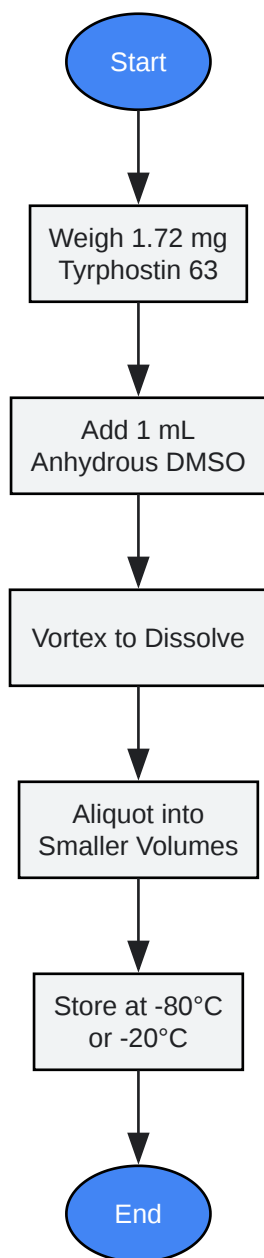 Start
Weigh 1.72 mg
Tyrphostin 63
Add 1 mL
Anhydrous DMSO
Vortex to Dissolve
Aliquot into
Smaller Volumes
Store at -80°C
or -20°C
End